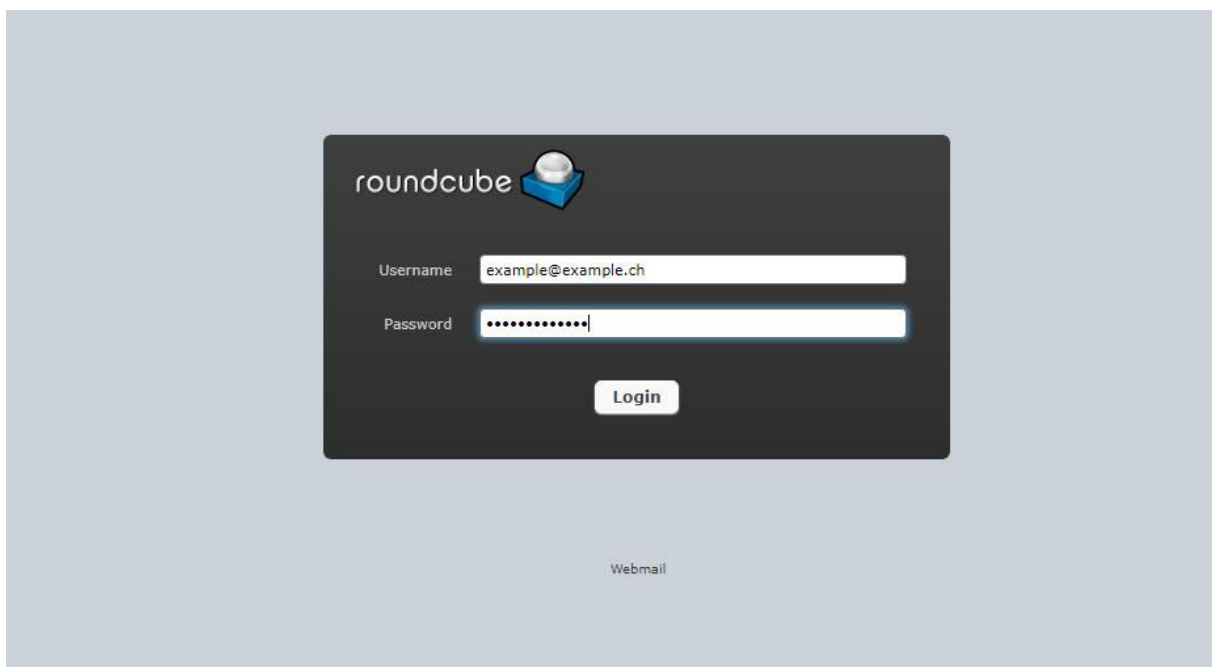 roundcube
Username example@example.ch
Password •••••••••••••
Login
Webmail